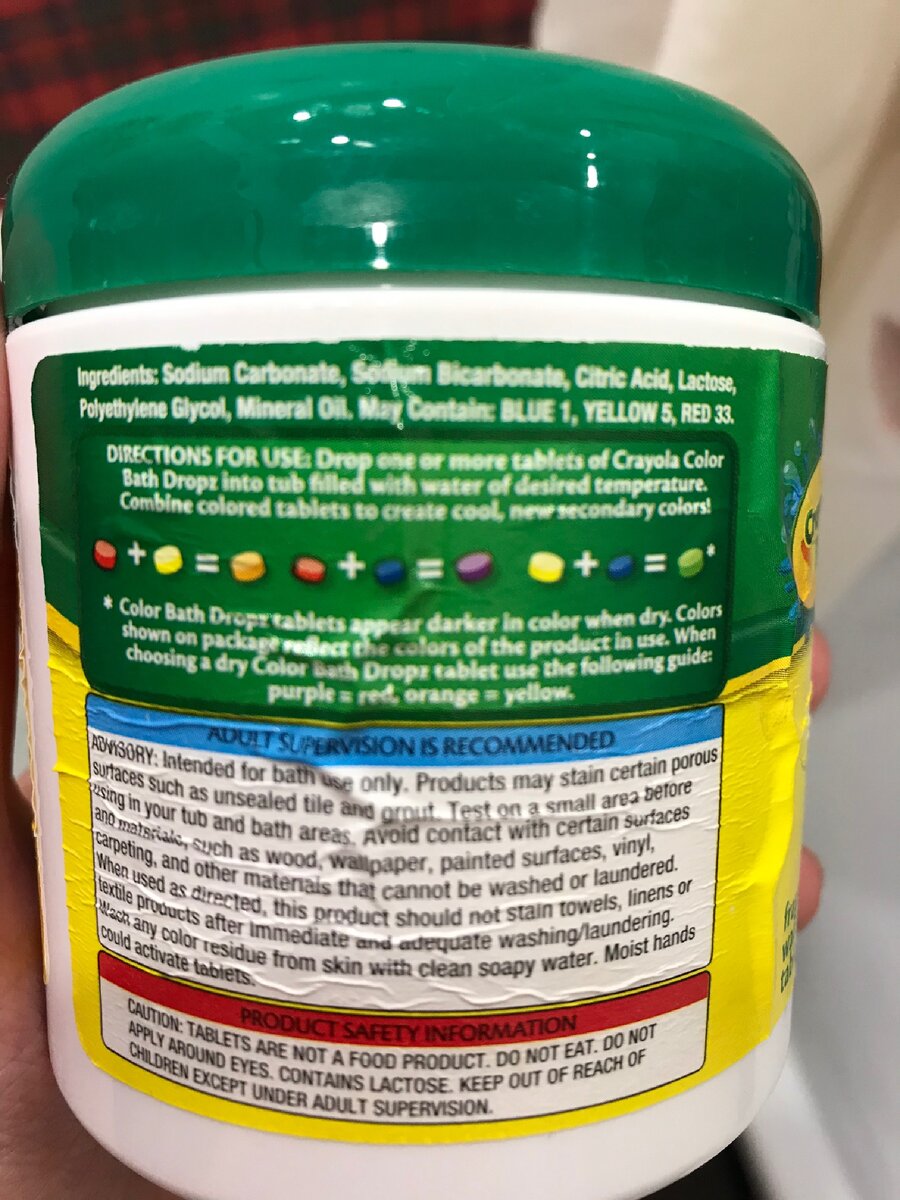 Ingredients: Sodium Carbonate, Sodium Bicarbonate, Citric Acid, Lactose,
Polyethylene Glycol, Mineral Oil. May Contain: BLUE 1, YELLOW 5, RED 33.
DIRECTIONS FOR USE: Drop one or more tablets of Crayola Color
Bath Dropz into tub filled with water of desired temperature.
Combine colored tablets to create cool, new secondary colors!
+ = + = + = *
* Color Bath Dropz tablets appear darker in color when dry. Colors
shown on package reflect the colors of the product in use. When
choosing a dry Color Bath Dropz tablet use the following guide:
purple = red, orange = yellow.
ADULT SUPERVISION IS RECOMMENDED
ADVISORY: Intended for bath use only. Products may stain certain porous
surfaces such as unsealed tile and grout. Test on a small area before
using in your tub and bath areas. Avoid contact with certain surfaces
and materials, such as wood, wallpaper, painted surfaces, vinyl,
carpeting, and other materials that cannot be washed or laundered.
When used as directed, this product should not stain towels, linens or
textile products after immediate and adequate washing/laundering.
Wash any color residue from skin with clean soapy water. Moist hands
could activate tablets.
PRODUCT SAFETY INFORMATION
CAUTION: TABLETS ARE NOT A FOOD PRODUCT. DO NOT EAT. DO NOT
APPLY AROUND EYES. CONTAINS LACTOSE. KEEP OUT OF REACH OF
CHILDREN EXCEPT UNDER ADULT SUPERVISION.